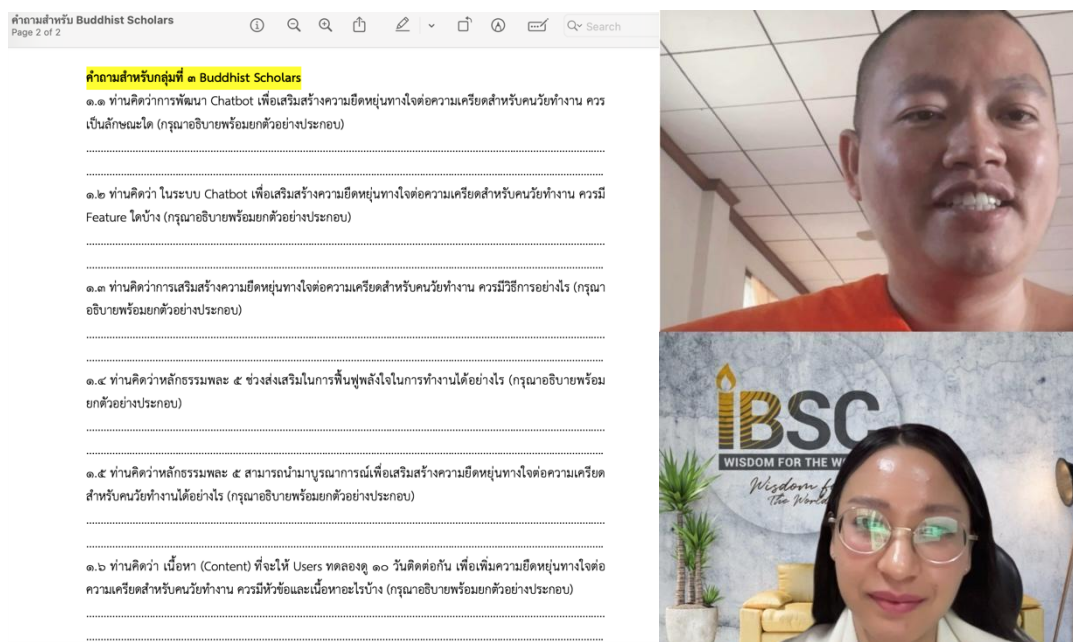 คำถามสำหรับ Buddhist Scholars
Page 2 of 2
Search
คำถามสำหรับกลุ่มที่ ๓ Buddhist Scholars
๑.๑ ท่านคิดว่าการพัฒนา Chatbot เพื่อเสริมสร้างความยืดหยุ่นทางใจต่อความเครียดสำหรับคนวัยทำงาน ควร
เป็นลักษณะใด (กรุณาอธิบายพร้อมยกตัวอย่างประกอบ)
๑.๒ ท่านคิดว่า ในระบบ Chatbot เพื่อเสริมสร้างความยืดหยุ่นทางใจต่อความเครียดสำหรับคนวัยทำงาน ควรมี
Feature ใดบ้าง (กรุณาอธิบายพร้อมยกตัวอย่างประกอบ)
๑.๓ ท่านคิดว่าการเสริมสร้างความยืดหยุ่นทางใจต่อความเครียดสำหรับคนวัยทำงาน ควรมีวิธีการอย่างไร (กรุณา
อธิบายพร้อมยกตัวอย่างประกอบ)
๑.๔ ท่านคิดว่าหลักธรรมพละ ๕ ช่วงส่งเสริมในการฟื้นฟูพลังใจในการทำงานได้อย่างไร (กรุณาอธิบายพร้อม
ยกตัวอย่างประกอบ)
๑.๕ ท่านคิดว่าหลักธรรมพละ ๕ สามารถนำมาบูรณาการณ์เพื่อเสริมสร้างความยืดหยุ่นทางใจต่อความเครียด
สำหรับคนวัยทำงานได้อย่างไร (กรุณาอธิบายพร้อมยกตัวอย่างประกอบ)
๑.๖ ท่านคิดว่า เนื้อหา (Content) ที่จะให้ Users ทดลองดู ๑๐ วันติดต่อกัน เพื่อเพิ่มความยืดหยุ่นทางใจต่อ
ความเครียดสำหรับคนวัยทำงาน ควรมีหัวข้อและเนื้อหาอะไรบ้าง (กรุณาอธิบายพร้อมยกตัวอย่างประกอบ)
IBSC
WISDOM FOR THE W
Wisdom f
The World